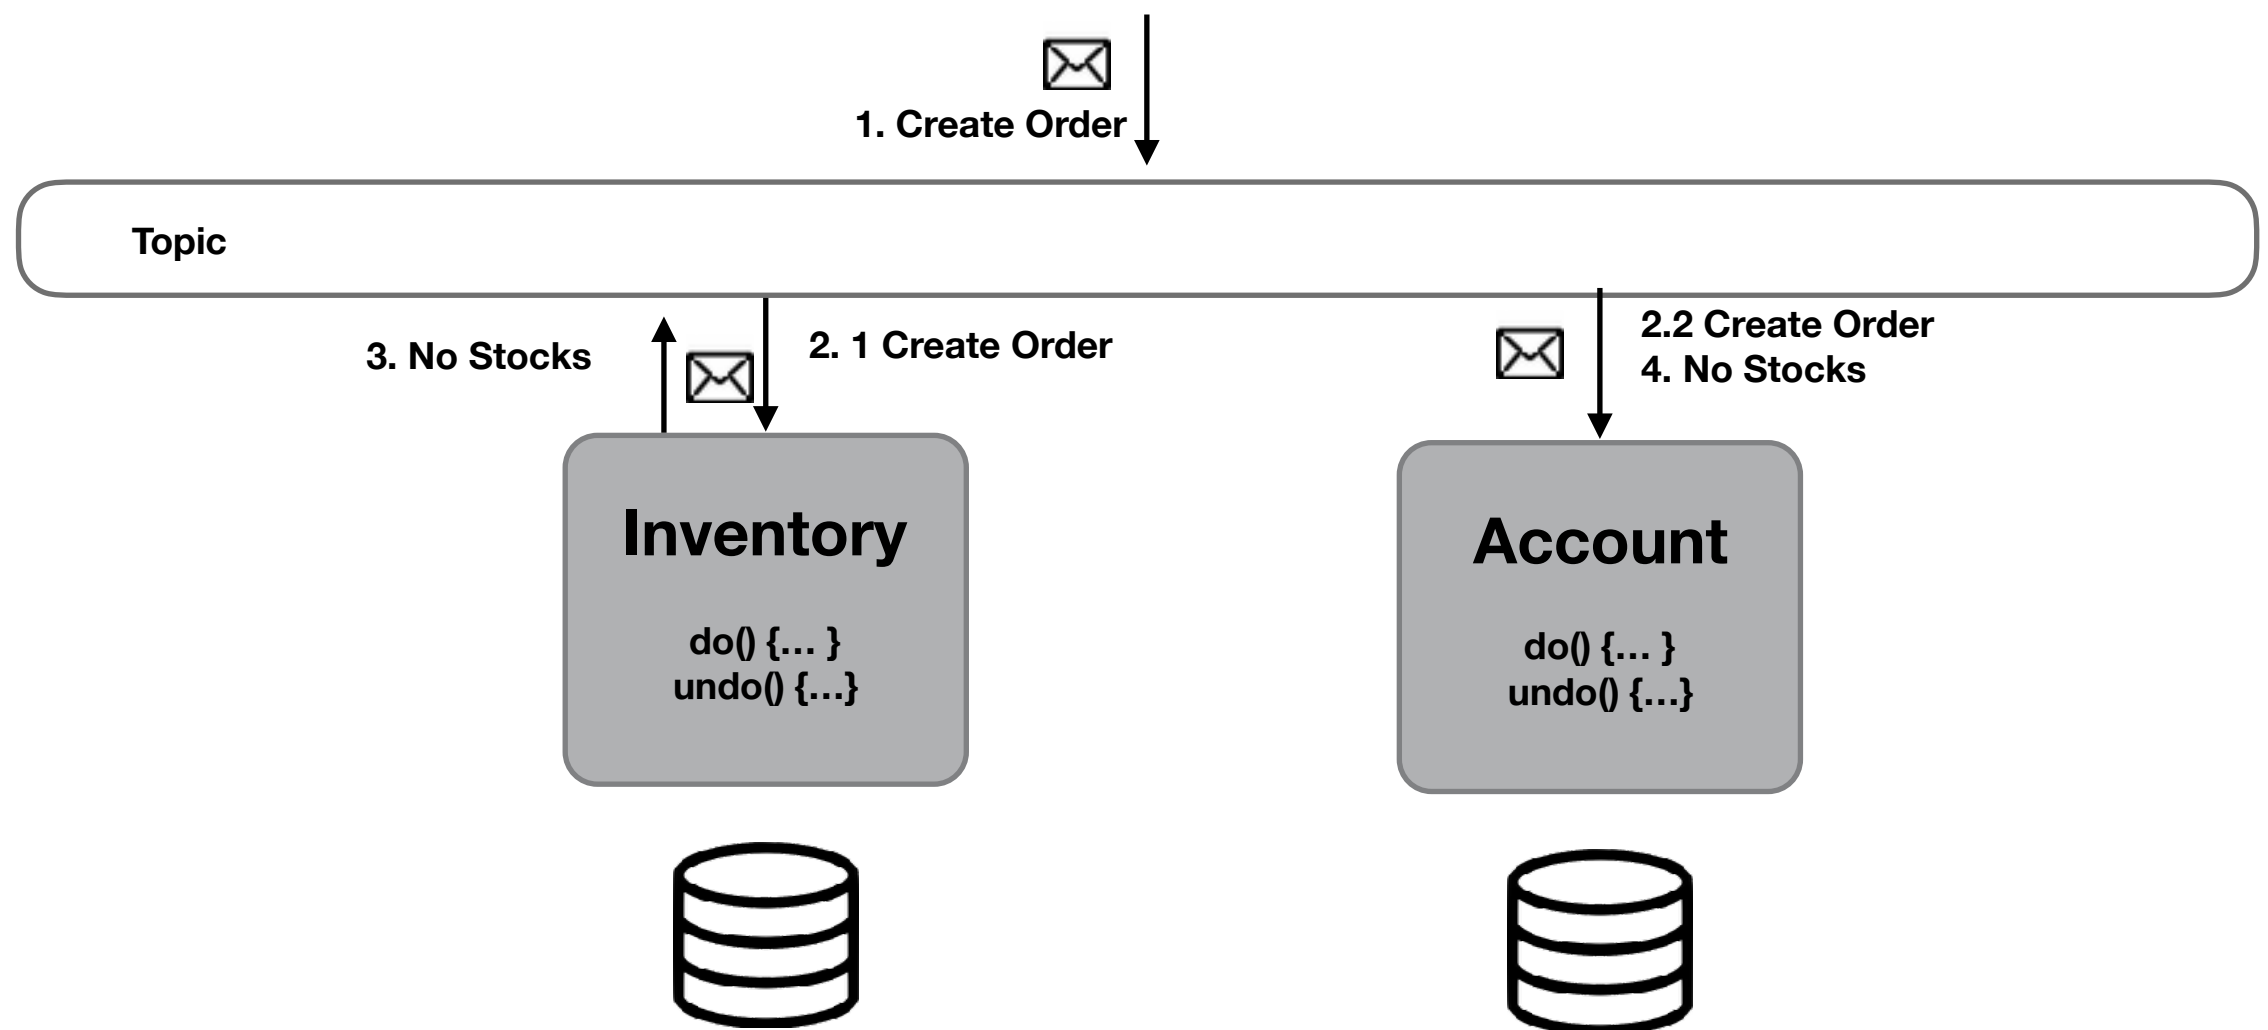 1. Create Order
Topic
3. No Stocks
2. 1 Create Order
2.2 Create Order
4. No Stocks
Inventory
do() {... }
undo() {...}
Account
do() {... }
undo() {...}